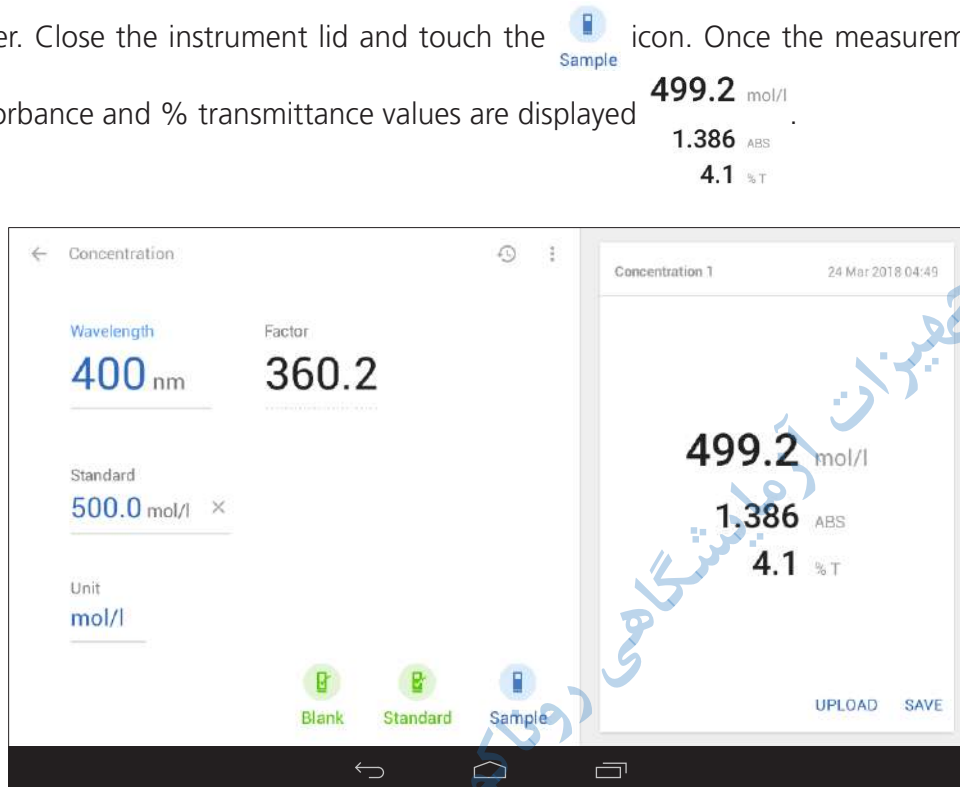 er. Close the instrument lid and touch the Sample icon. Once the measurem
orbance and % transmittance values are displayed 499.2 mol/l
1.386 ABS
4.1 % T
.
Concentration
Wavelength
400 nm
Factor
360.2
Standard
500.0 mol/l ×
Unit
mol/l
Blank
Standard
Sample
Concentration 1
24 Mar 2018 04:49
499.2 mol/l
1.386 ABS
4.1 % T
UPLOAD
SAVE
تجهیزات آزمایشگاهی